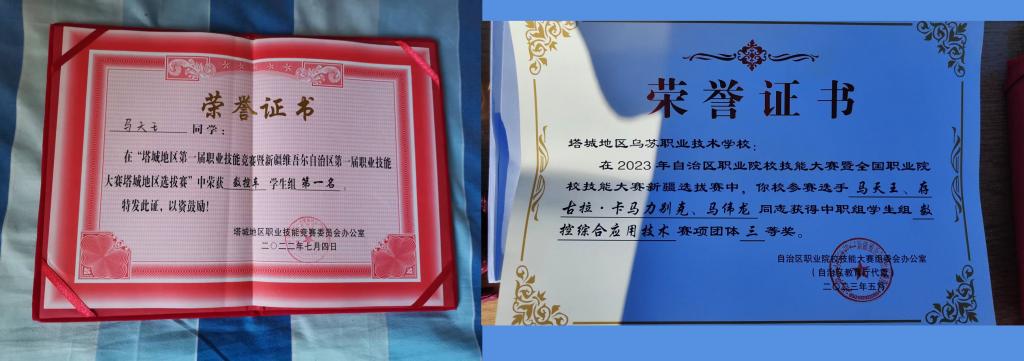 荣誉证书
马天王 同学:
在“塔城地区第一届职业技能竞赛暨新疆维吾尔自治区第一届职业技能
大赛塔城地区选拔赛”中荣获 数控车 学生组 第一名 。
特发此证,以资鼓励!
塔城地区职业技能竞赛委员会办公室
二〇二二年七月四日
荣誉证书
塔城地区乌苏职业技术学校:
在 2023 年自治区职业院校技能大赛暨全国职业院
校技能大赛新疆选拔赛中,你校参赛选手 马天王、存
古拉·卡马力别克、马伟龙 同志获得中职组学生组 数
控综合应用技术 赛项团体 三 等奖。
自治区职业院校技能大赛组委会办公室
(自治区教育厅代章)
二〇二三年五月